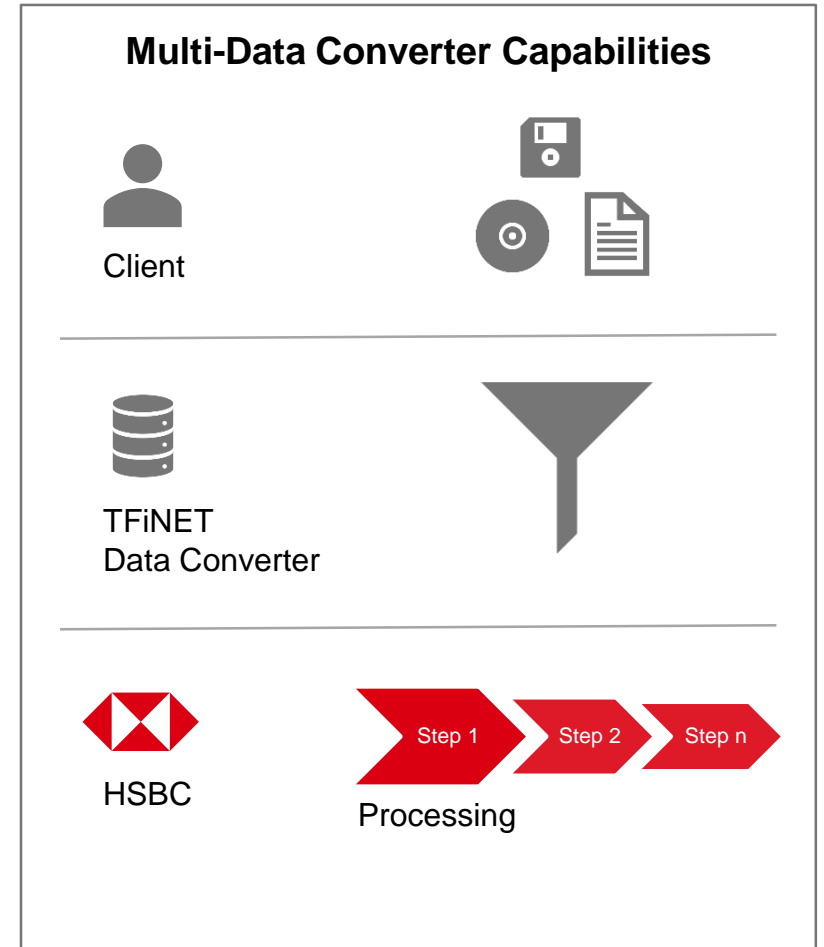 Multi-Data Converter Capabilities
Client
TFiNET
Data Converter
HSBC
Step 1
Step 2
Step n
Processing